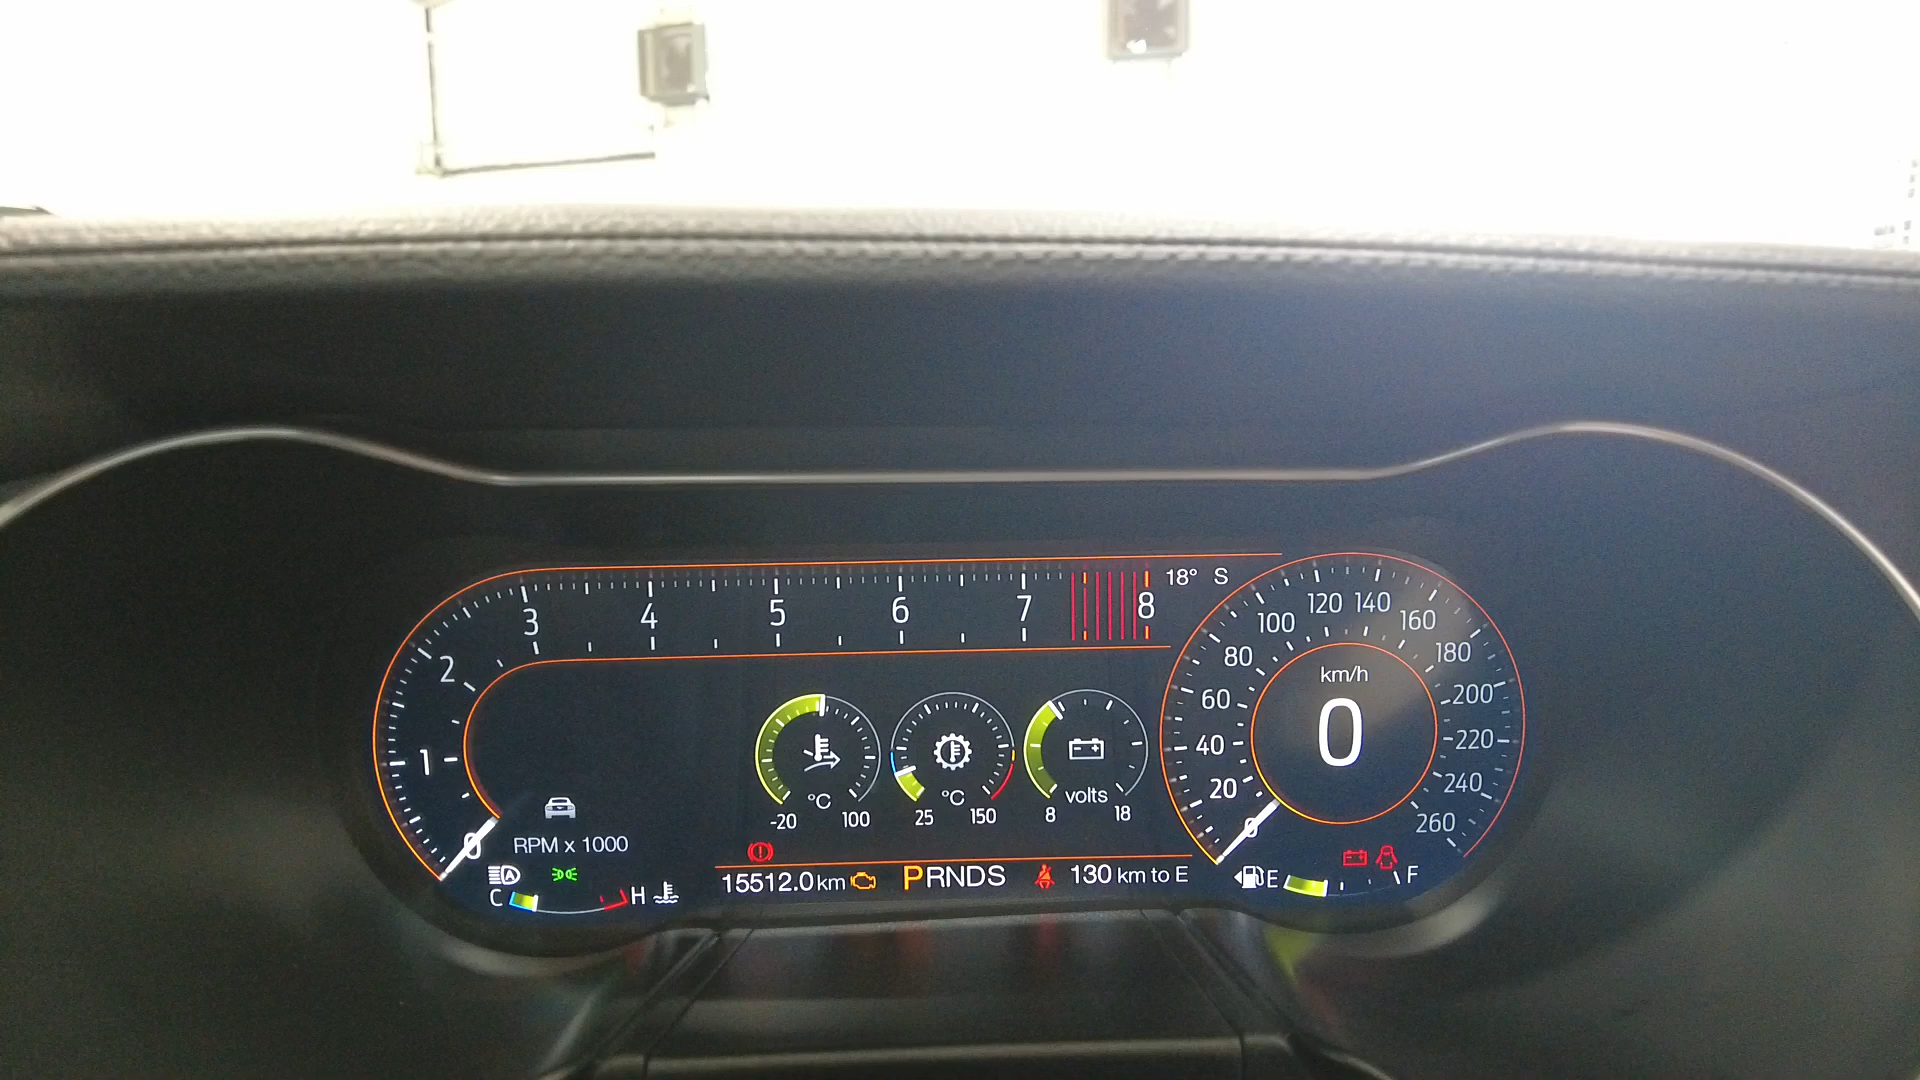 3 4 5 6 7 8
18° S
2
1
0
RPM x 1000
A
C H
°C
-20 100
°C
25 150
volts
8 18
15512.0 km
PRNDS
130 km to E
km/h
0
0 20 40 60 80 100 120 140 160 180 200 220 240 260
E F